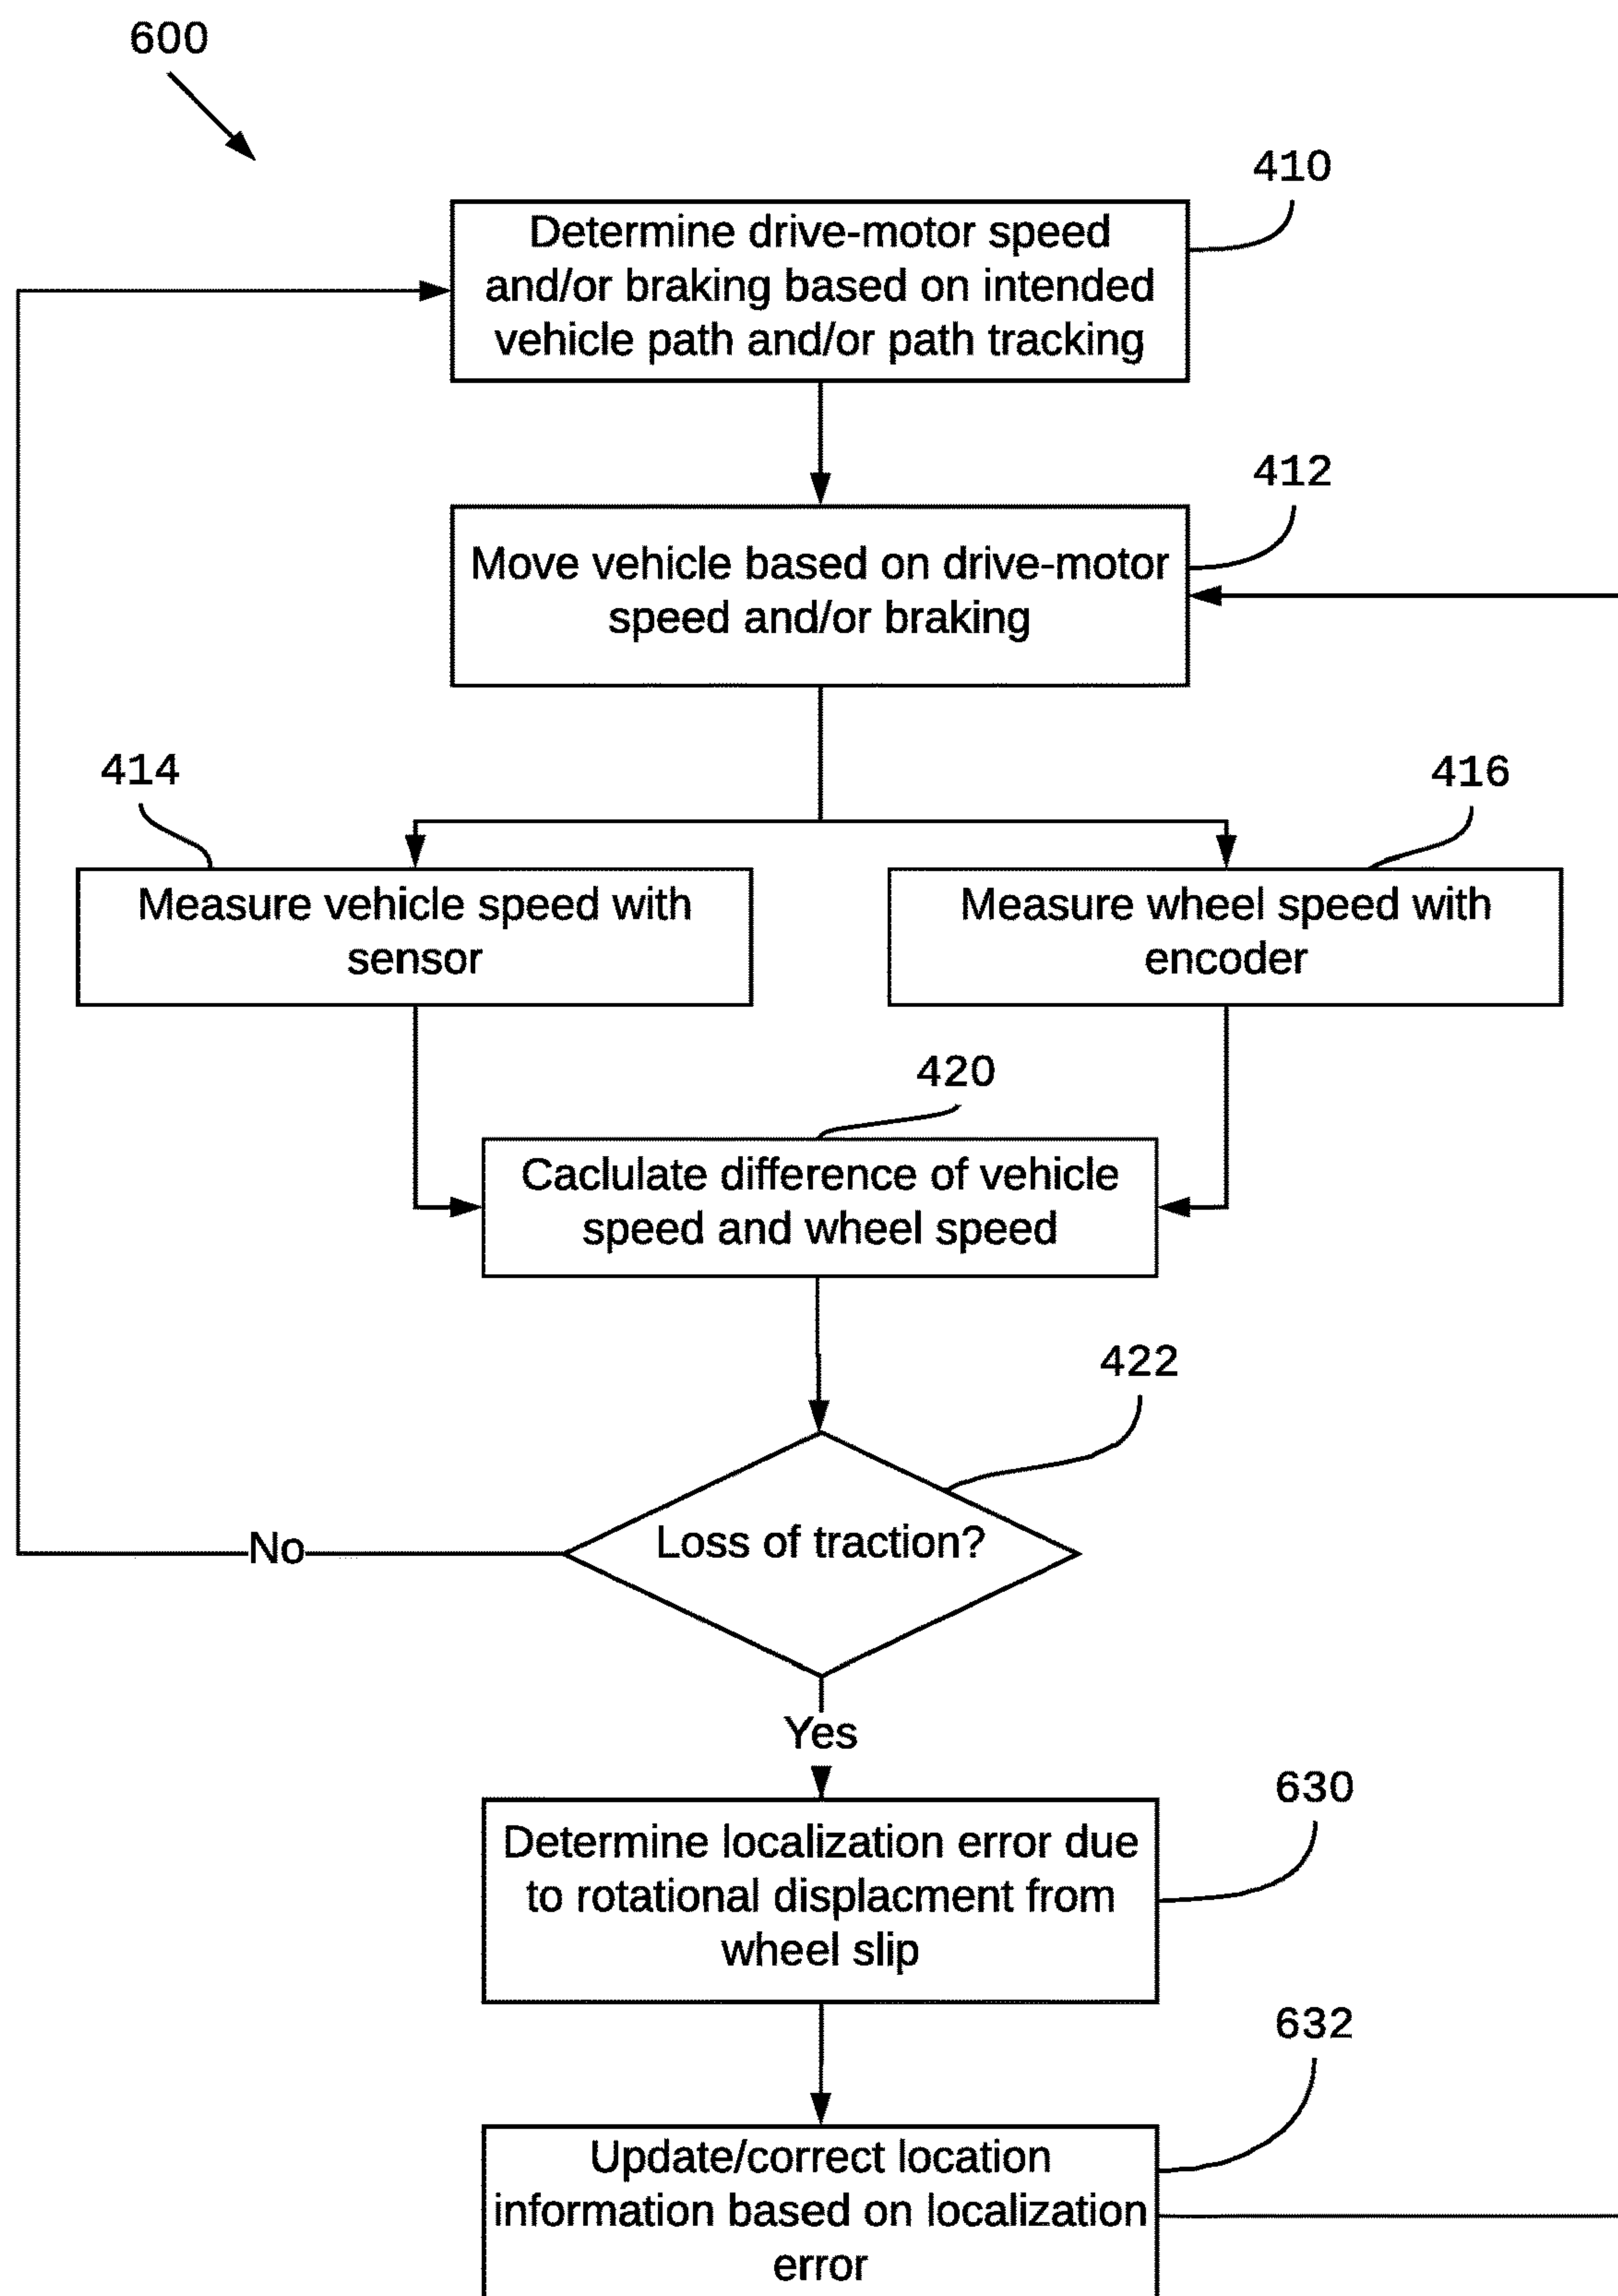 600
410
Determine drive-motor speed
and/or braking based on intended
vehicle path and/or path tracking
412
Move vehicle based on drive-motor
speed and/or braking
414
416
Measure vehicle speed with
sensor
Measure wheel speed with
encoder
420
Caclulate difference of vehicle
speed and wheel speed
422
Loss of traction?
No
Yes
630
Determine localization error due
to rotational displacment from
wheel slip
632
Update/correct location
information based on localization
error